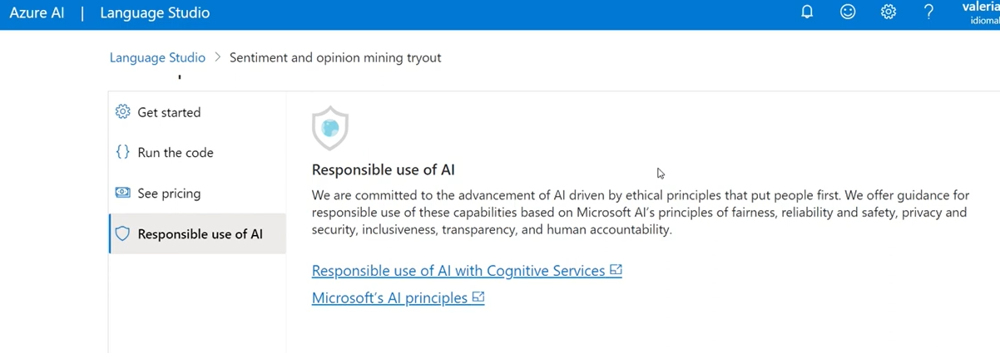 Azure AI | Language Studio
valeria
idiomal
Language Studio > Sentiment and opinion mining tryout
Get started
{ } Run the code
See pricing
Responsible use of AI
Responsible use of AI
We are committed to the advancement of AI driven by ethical principles that put people first. We offer guidance for
responsible use of these capabilities based on Microsoft AI's principles of fairness, reliability and safety, privacy and
security, inclusiveness, transparency, and human accountability.
Responsible use of AI with Cognitive Services
Microsoft's AI principles